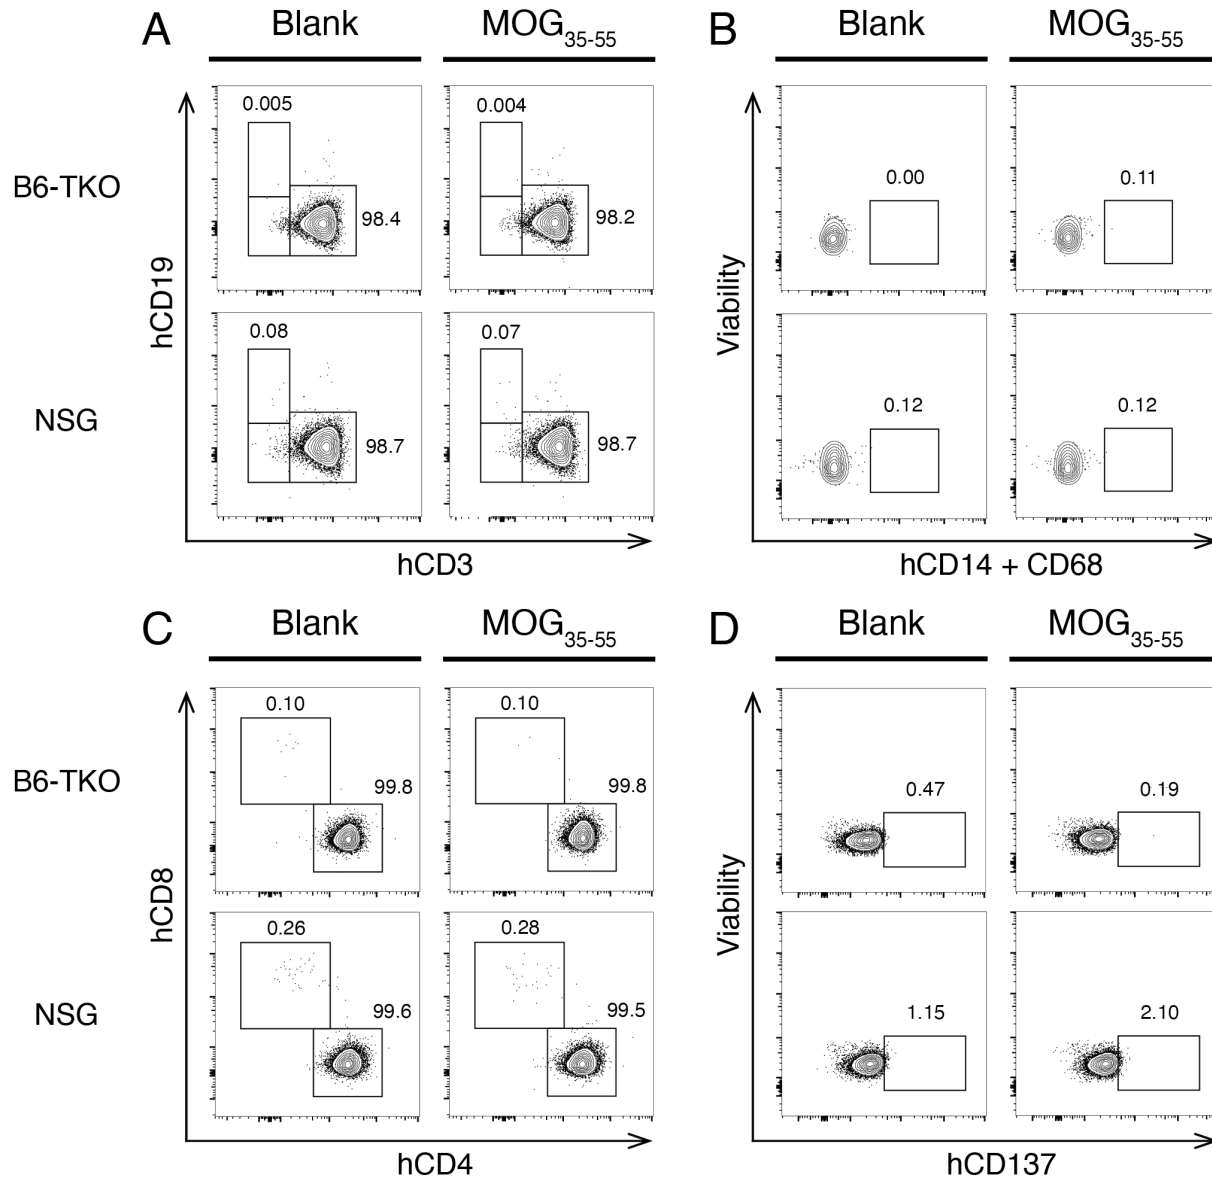 A Blank MOG35-55 B Blank MOG35-55
0.005 0.004
B6-TKO 98.4 98.2 0.00 0.11
hCD19 Viability
0.08 0.07
NSG 98.7 98.7 0.12 0.12
hCD3 hCD14 + CD68
C Blank MOG35-55 D Blank MOG35-55
0.10 0.10
B6-TKO 99.8 99.8 0.47 0.19
hCD8 Viability
0.26 0.28
NSG 99.6 99.5 1.15 2.10
hCD4 hCD137